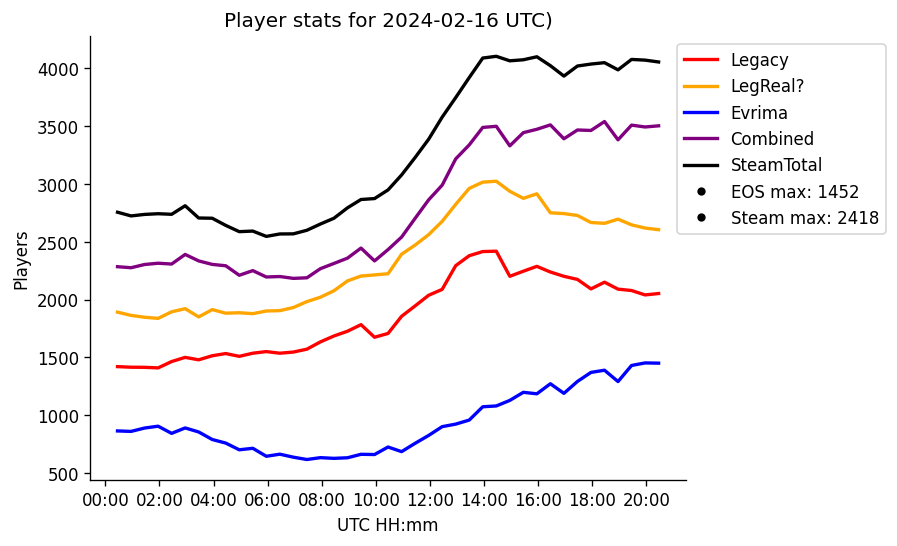 Player stats for 2024-02-16 UTC)
Players
4000
3500
3000
2500
2000
1500
1000
500
00:00 02:00 04:00 06:00 08:00 10:00 12:00 14:00 16:00 18:00 20:00
UTC HH:mm
Legacy
LegReal?
Evrima
Combined
SteamTotal
EOS max: 1452
Steam max: 2418